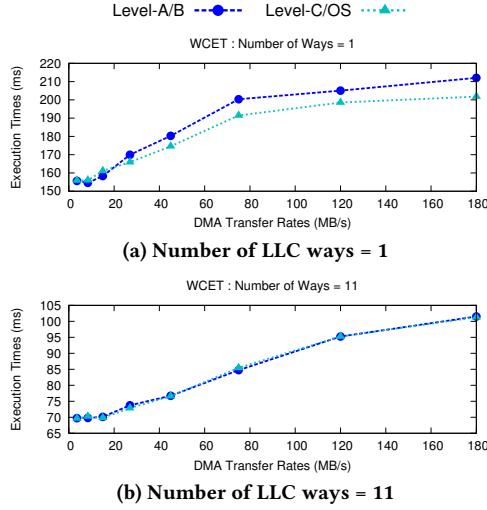 Level-A/B Level-C/OS
WCET : Number of Ways = 1
Execution Times (ms)
220
210
200
190
180
170
160
150
0 20 40 60 80 100 120 140 160 180
DMA Transfer Rates (MB/s)
(a) Number of LLC ways = 1
WCET : Number of Ways = 11
Execution Times (ms)
105
100
95
90
85
80
75
70
65
0 20 40 60 80 100 120 140 160 180
DMA Transfer Rates (MB/s)
(b) Number of LLC ways = 11